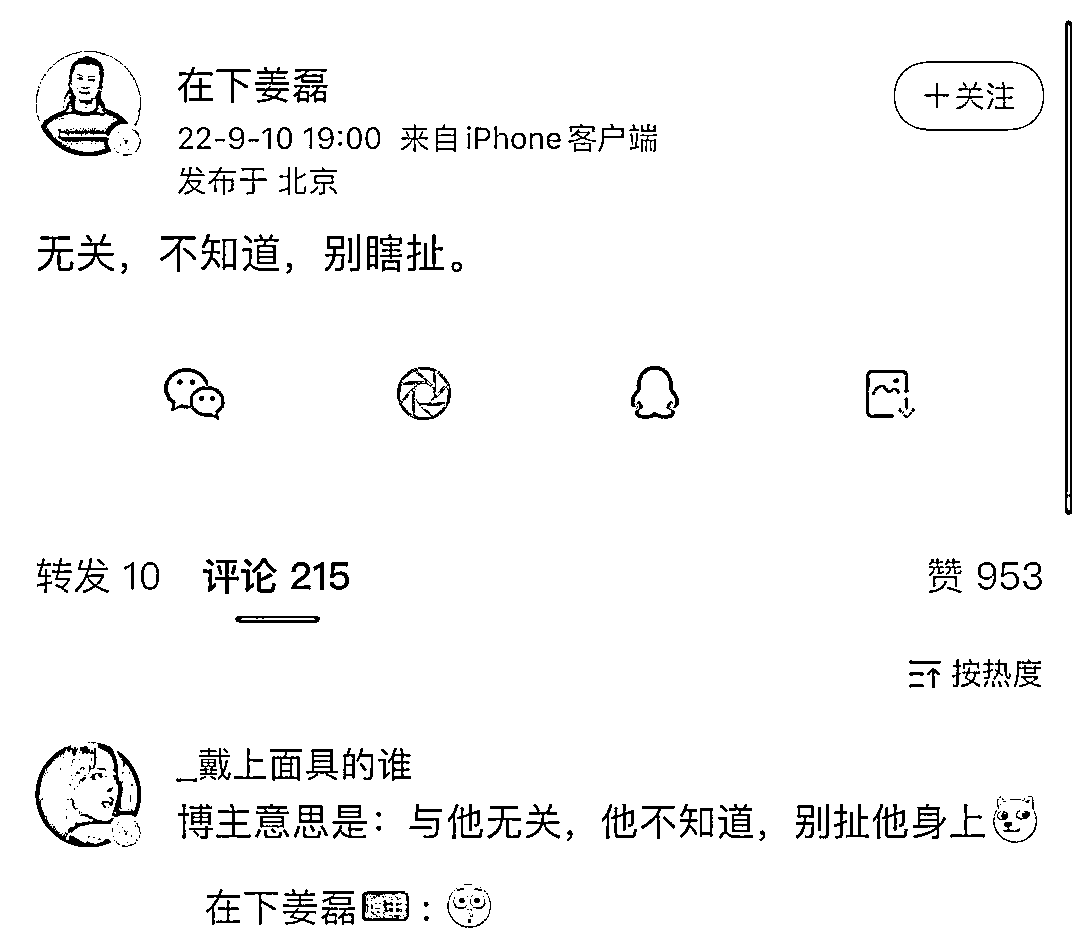 在下姜磊
+关注
22-9-10 19:00 来自iPhone客户端
发布于 北京
无关，不知道，别瞎扯。
转发 10 评论 215 赞 953
按热度
_戴上面具的谁
博主意思是：与他无关，他不知道，别扯他身上
在下姜磊：